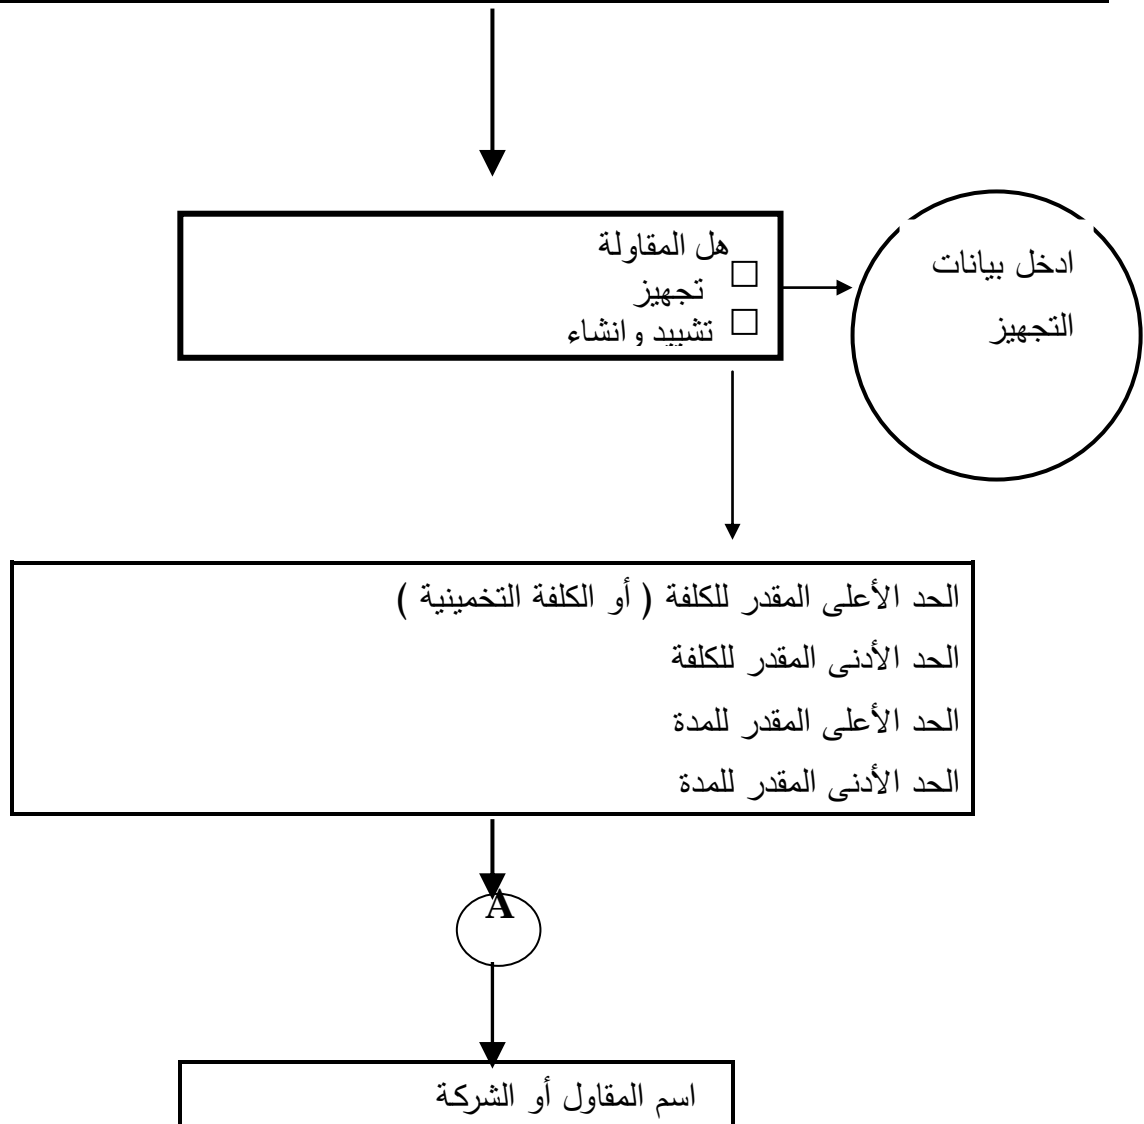 هل المقاولة
□ تجهيز
□ تشييد و انشاء
ادخل بيانات
التجهيز
الحد الأعلى المقدر للكلفة ( أو الكلفة التخمينية )
الحد الأدنى المقدر للكلفة
الحد الأعلى المقدر للمدة
الحد الأدنى المقدر للمدة
A
اسم المقاول أو الشركة